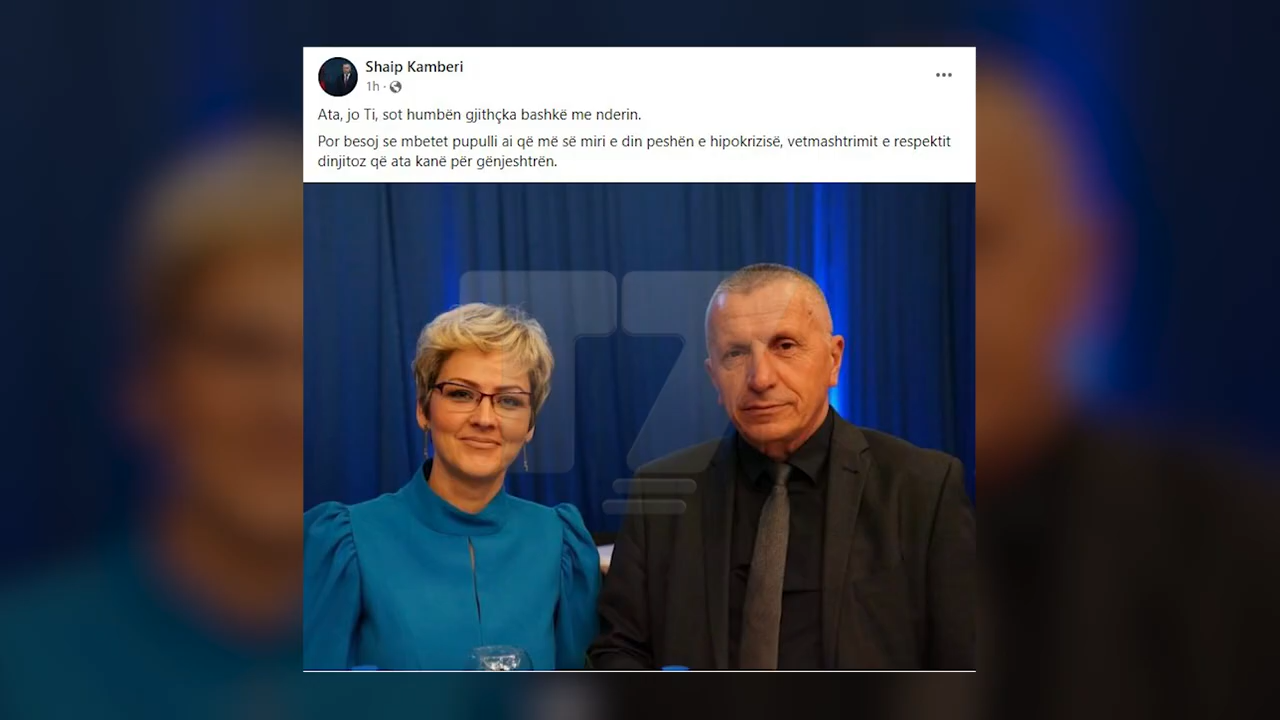 Shaip Kamberi
1h ·
Ata, jo Ti, sot humbën gjithçka bashkë me nderin.
Por besoj se mbetet pupulli ai që më së miri e din peshën e hipokrizisë, vetmashtrimit e respektit
dinjitoz që ata kanë për gënjeshtrën.